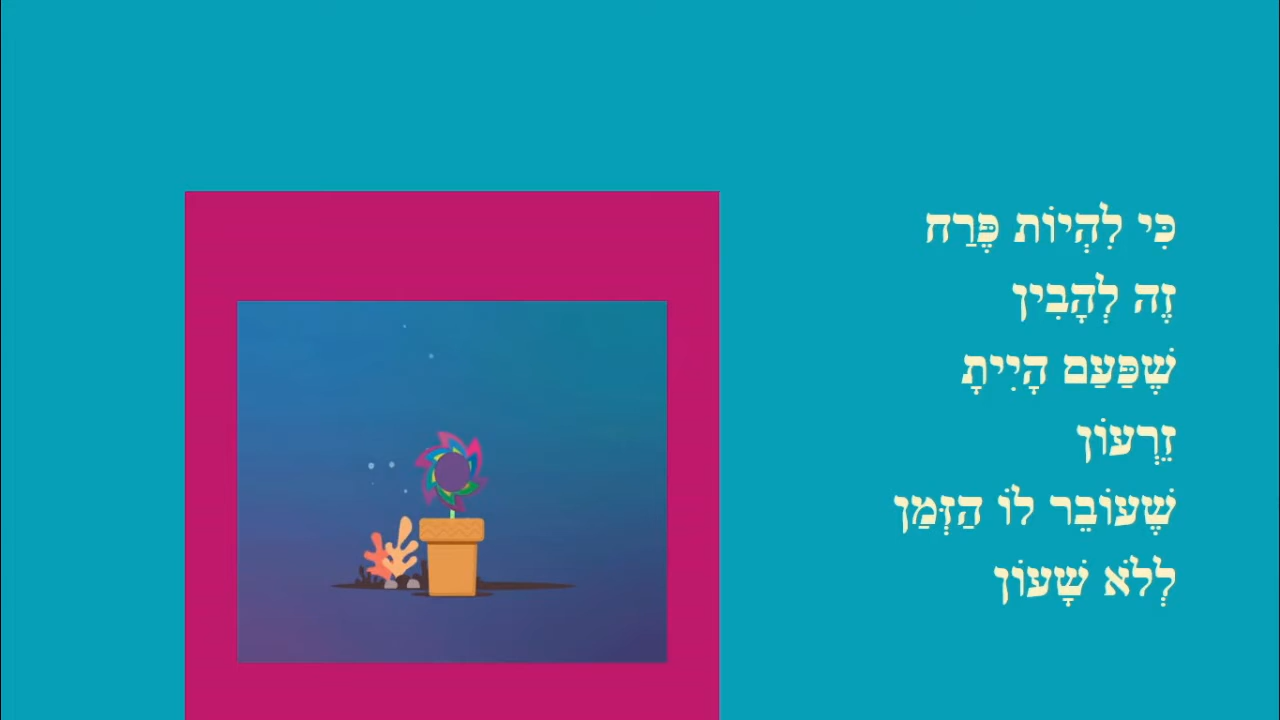 כִּי לִהְיוֹת פֶּרַח
זֶה לְהָבִין
שֶׁפַּעַם הָיִיתָ
זֵרְעוֹן
שֶׁעוֹבֵר לוֹ הַזְּמַן
לְלֹא שָׁעוֹן